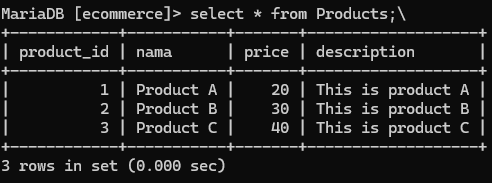 MariaDB [ecommerce]> select * from Products;\
+------------+-----------+-------+-------------------+
| product_id | nama      | price | description       |
+------------+-----------+-------+-------------------+
|          1 | Product A |    20 | This is product A |
|          2 | Product B |    30 | This is product B |
|          3 | Product C |    40 | This is product C |
+------------+-----------+-------+-------------------+
3 rows in set (0.000 sec)